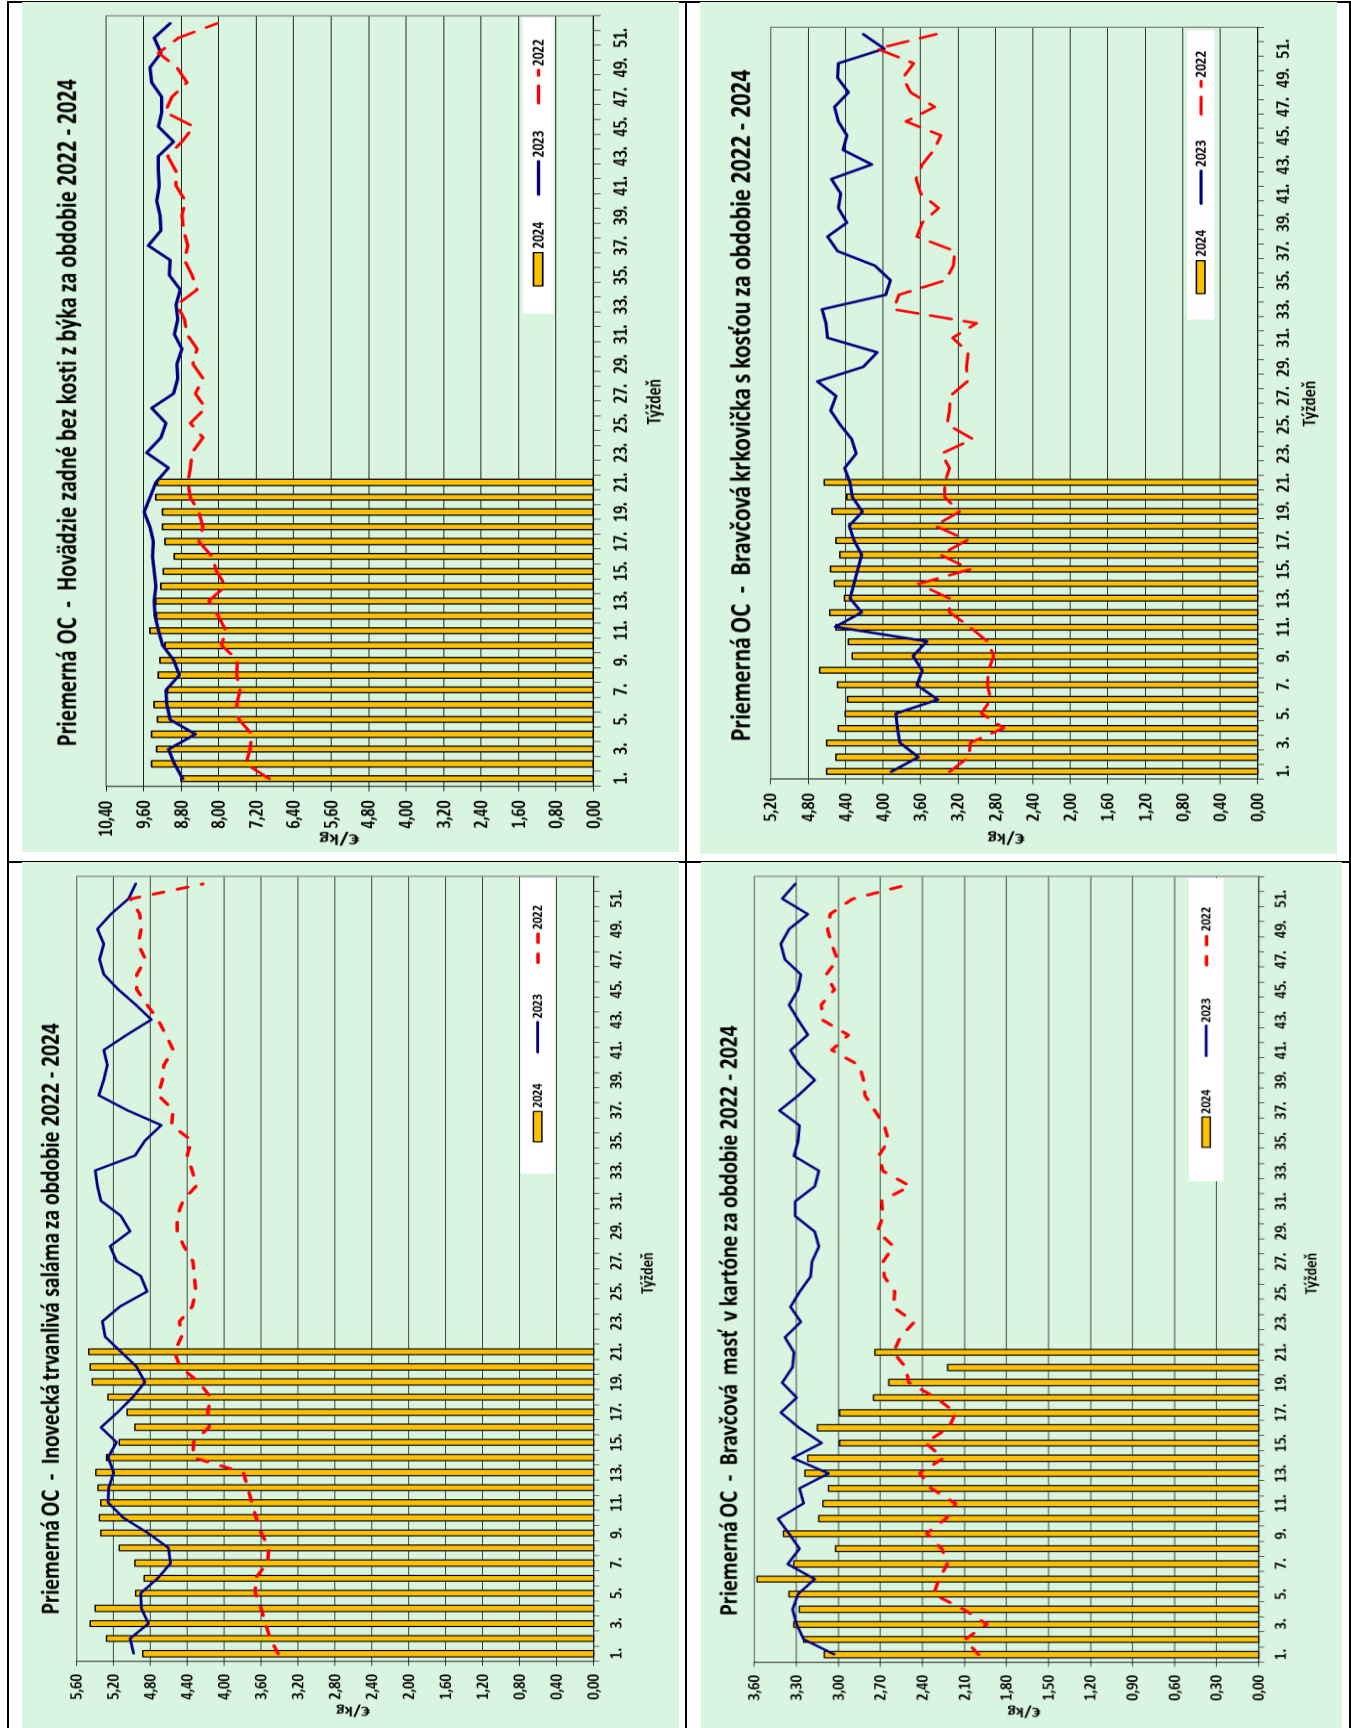 Priemerná OC - Inovecká trvanlivá saláma za obdobie 2022 - 2024
5,60
5,20
4,80
4,40
4,00
3,60
3,20
2,80
2,40
2,00
1,60
1,20
0,80
0,40
0,00
€/kg
2024 2023 2022
1. 3. 5. 7. 9. 11. 13. 15. 17. 19. 21. 23. 25. 27. 29. 31. 33. 35. 37. 39. 41. 43. 45. 47. 49. 51.
Týždeň
Priemerná OC - Hovädzie zadné bez kosti z býka za obdobie 2022 - 2024
10,40
9,60
8,80
8,00
7,20
6,40
5,60
4,80
4,00
3,20
2,40
1,60
0,80
0,00
€/kg
2024 2023 2022
1. 3. 5. 7. 9. 11. 13. 15. 17. 19. 21. 23. 25. 27. 29. 31. 33. 35. 37. 39. 41. 43. 45. 47. 49. 51.
Týždeň
Priemerná OC - Bravčová masť v kartóne za obdobie 2022 - 2024
3,60
3,30
3,00
2,70
2,40
2,10
1,80
1,50
1,20
0,90
0,60
0,30
0,00
€/kg
2024 2023 2022
1. 3. 5. 7. 9. 11. 13. 15. 17. 19. 21. 23. 25. 27. 29. 31. 33. 35. 37. 39. 41. 43. 45. 47. 49. 51.
Týždeň
Priemerná OC - Bravčová krkovička s kosťou za obdobie 2022 - 2024
5,20
4,80
4,40
4,00
3,60
3,20
2,80
2,40
2,00
1,60
1,20
0,80
0,40
0,00
€/kg
2024 2023 2022
1. 3. 5. 7. 9. 11. 13. 15. 17. 19. 21. 23. 25. 27. 29. 31. 33. 35. 37. 39. 41. 43. 45. 47. 49. 51.
Týždeň